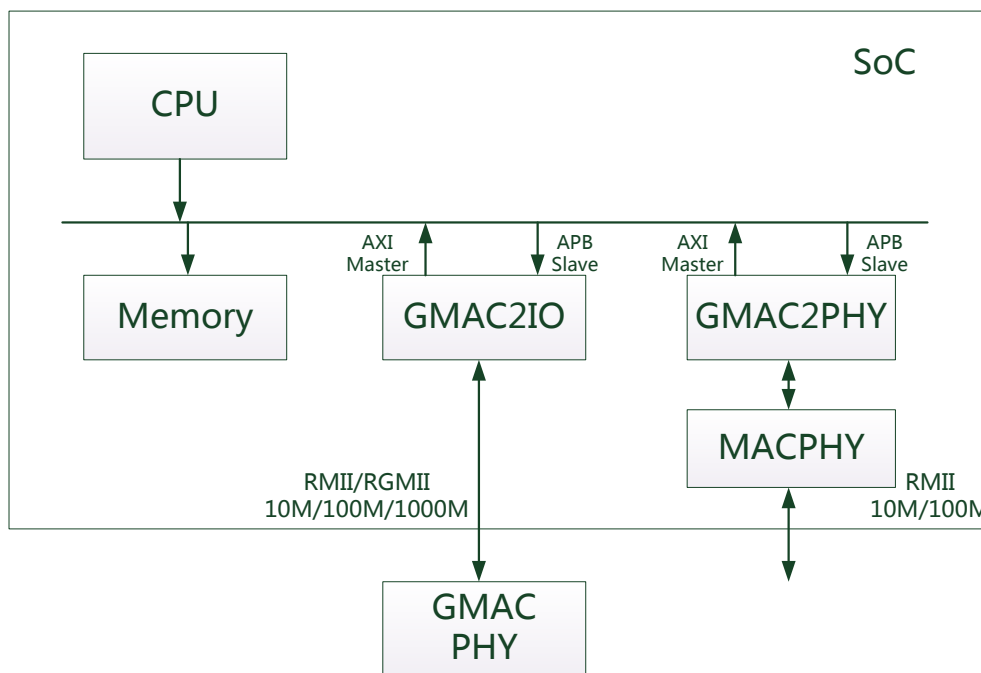 SoC
CPU
AXI
Master
APB
Slave
AXI
Master
APB
Slave
Memory
GMAC2IO
GMAC2PHY
MACPHY
RMII/RGMII
10M/100M/1000M
RMII
10M/100M
GMAC
PHY